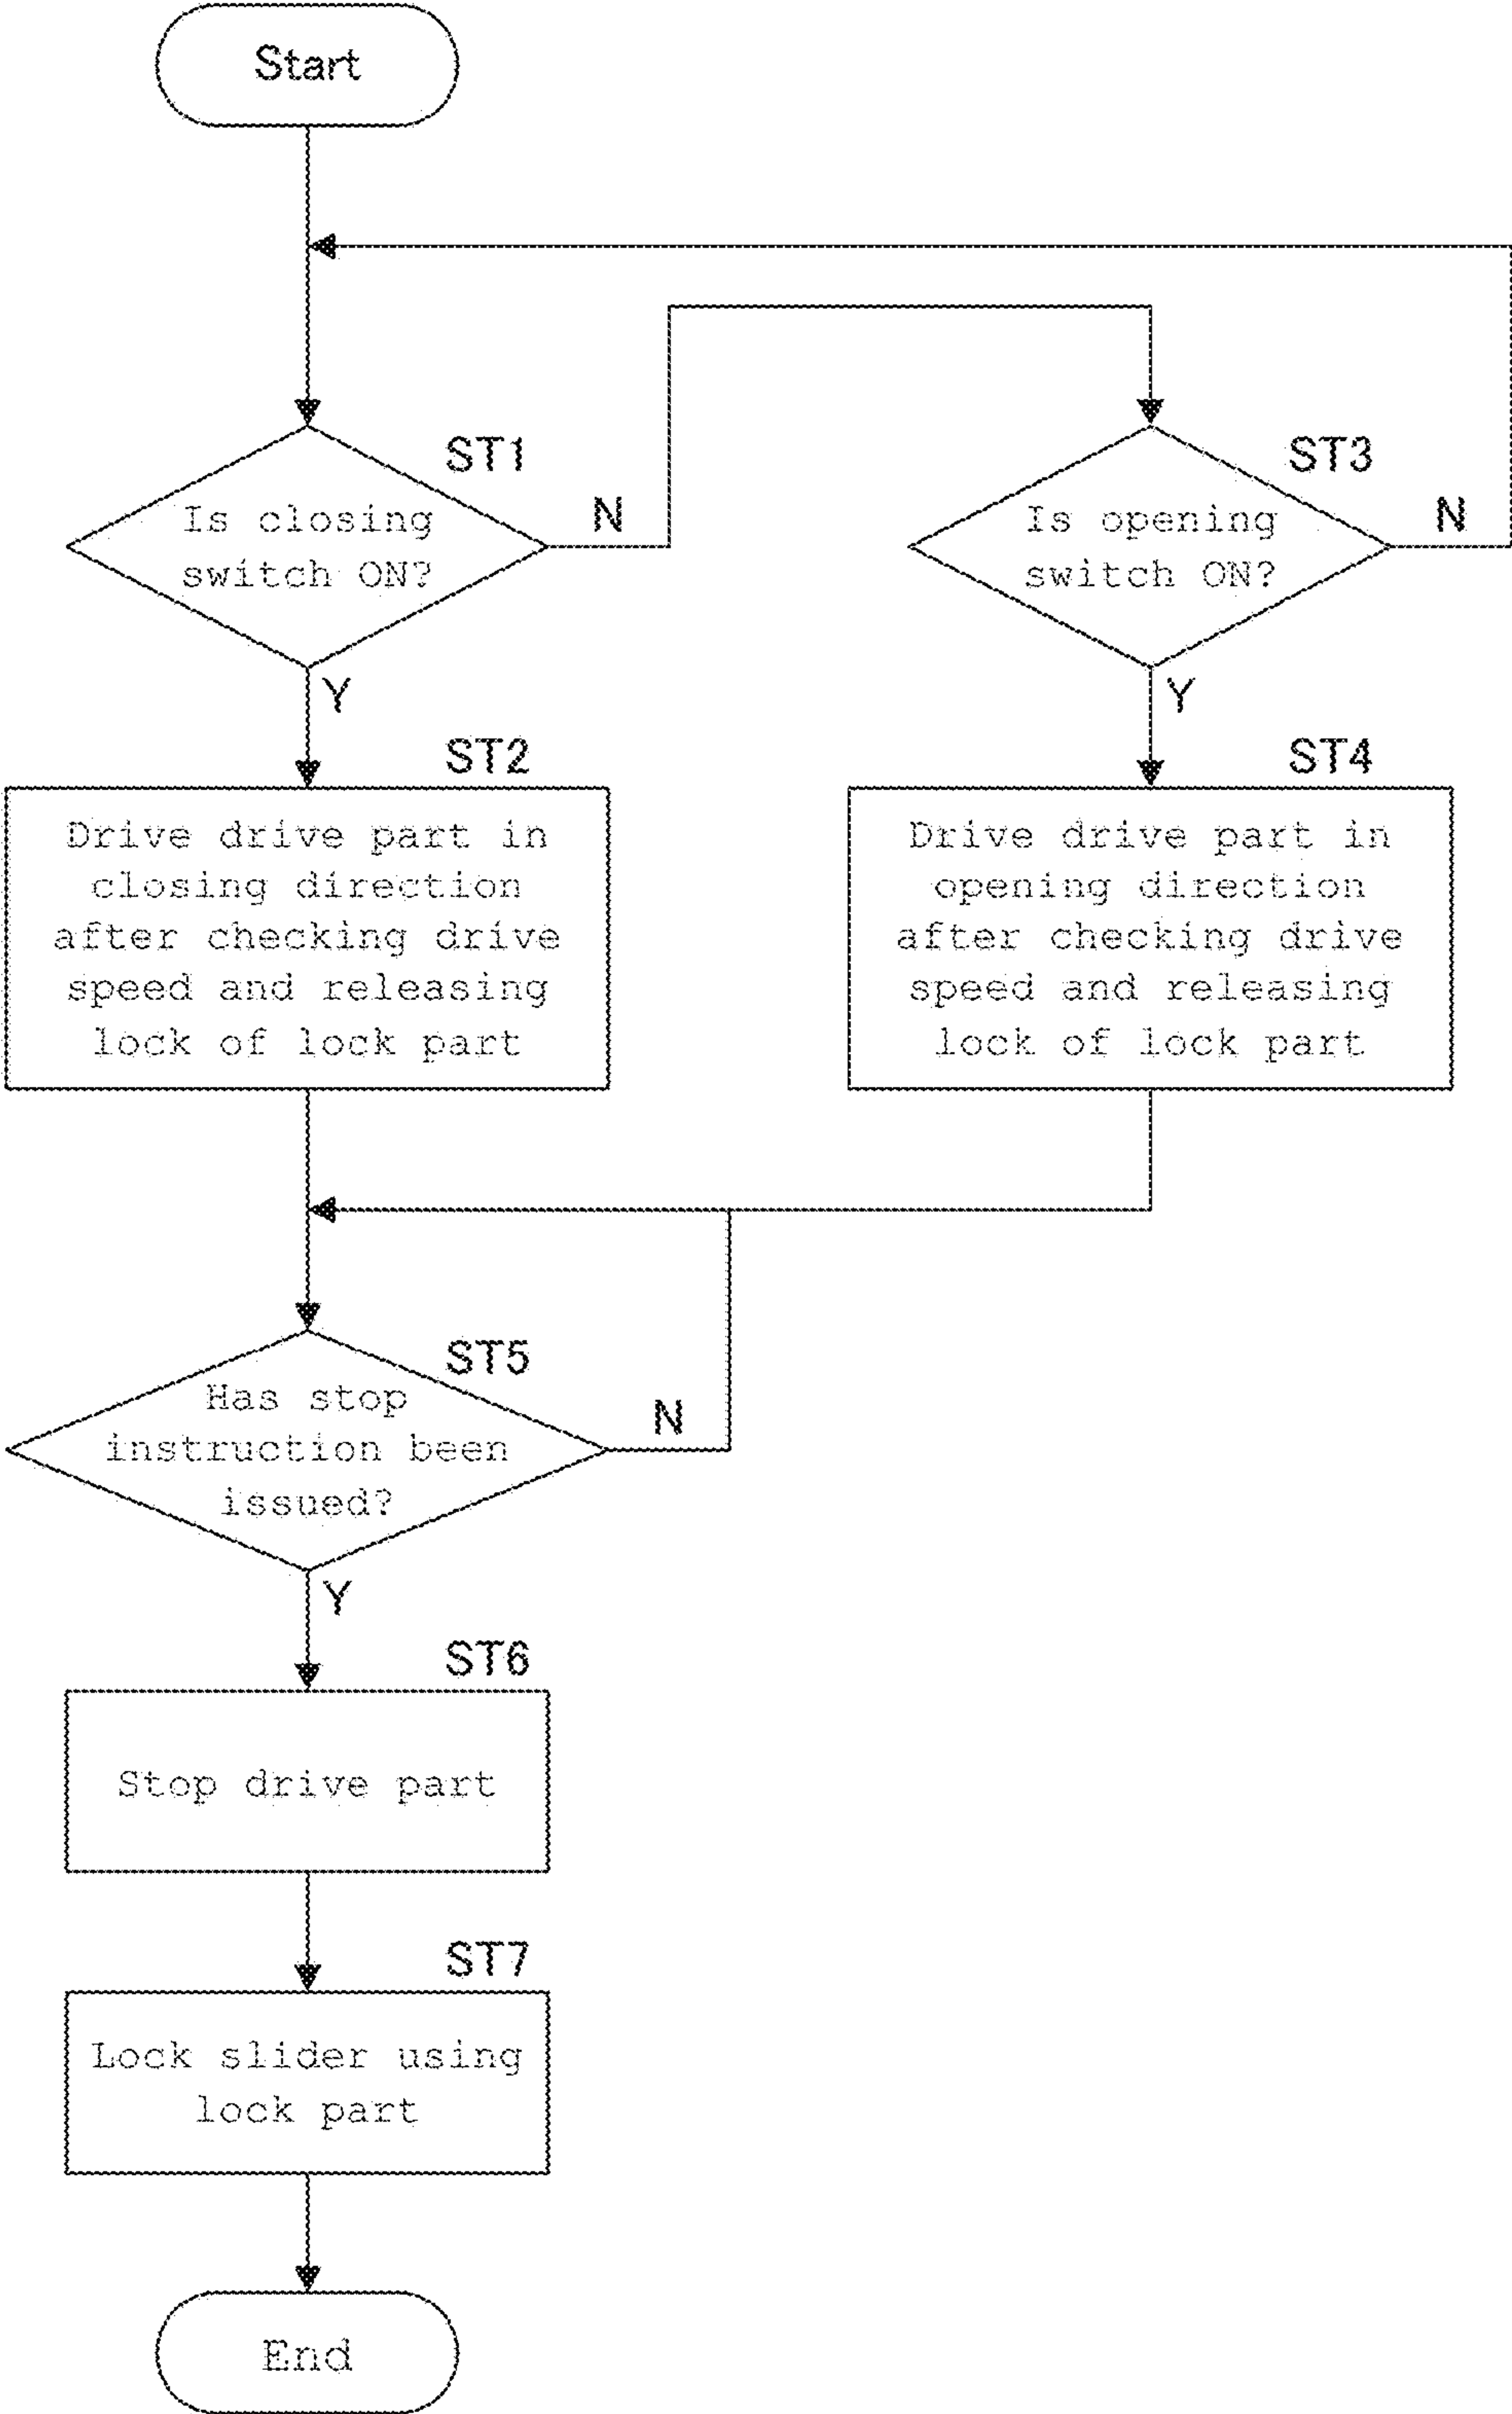 Start
ST1
Is closing
switch ON?
N
Y
ST3
Is opening
switch ON?
N
Y
ST2
Drive drive part in
closing direction
after checking drive
speed and releasing
lock of lock part
ST4
Drive drive part in
opening direction
after checking drive
speed and releasing
lock of lock part
ST5
Has stop
instruction been
issued?
N
Y
ST6
Stop drive part
ST7
Lock slider using
lock part
End